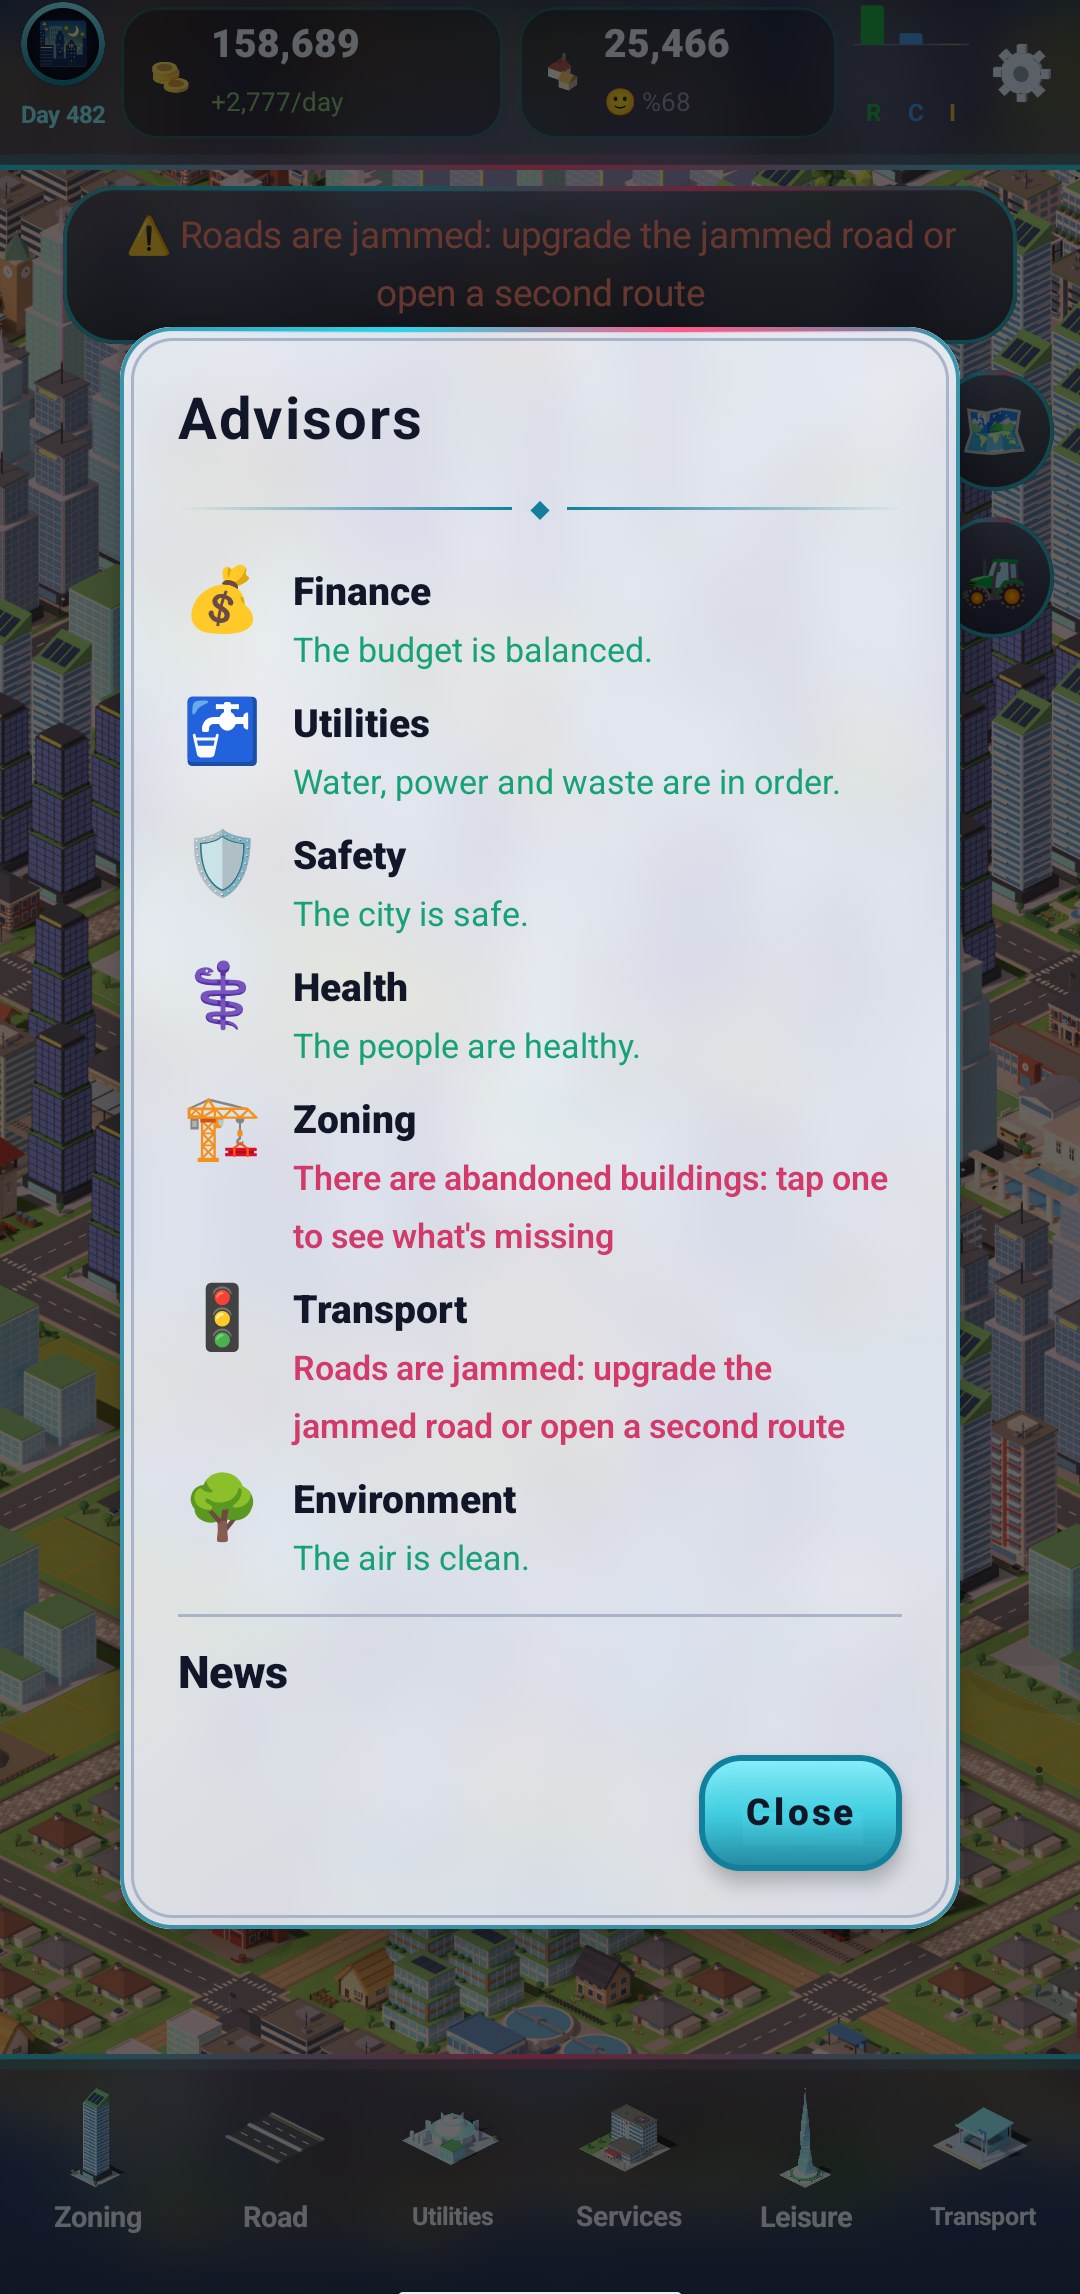 158,689
+2,777/day
25,466
%68
Day 482
R C I
Roads are jammed: upgrade the jammed road or
open a second route
Advisors
Finance
The budget is balanced.
Utilities
Water, power and waste are in order.
Safety
The city is safe.
Health
The people are healthy.
Zoning
There are abandoned buildings: tap one
to see what's missing
Transport
Roads are jammed: upgrade the
jammed road or open a second route
Environment
The air is clean.
News
Close
Zoning
Road
Utilities
Services
Leisure
Transport